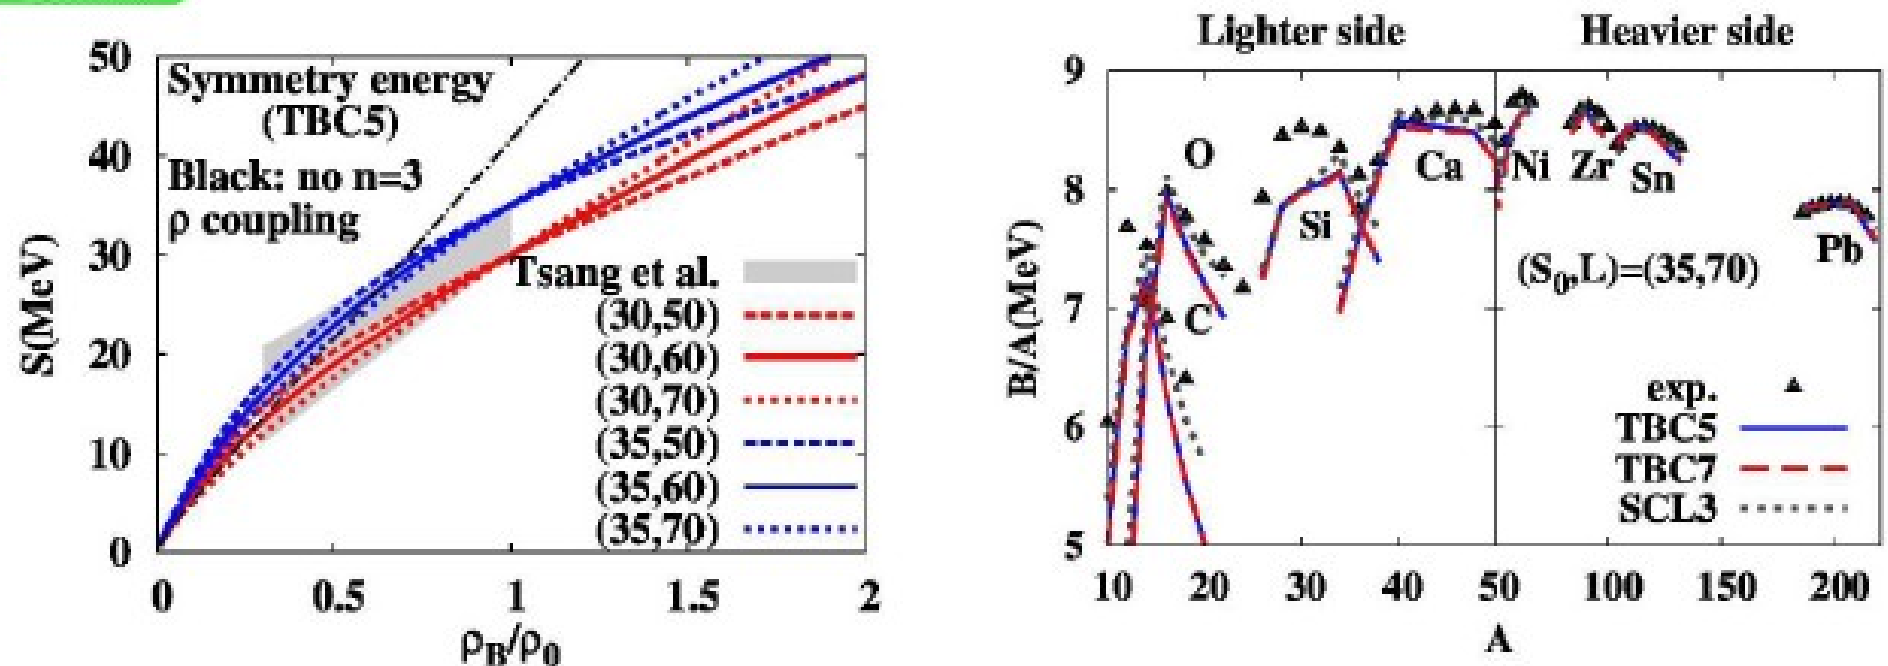 Symmetry energy
(TBC5)
Black: no n=3
ρ coupling
Tsang et al.
(30,50)
(30,60)
(30,70)
(35,50)
(35,60)
(35,70)
S(MeV)
50
40
30
20
10
0
0 0.5 1 1.5 2
ρB/ρ0
Lighter side Heavier side
B/A(MeV)
9
8
7
6
5
O
C
Si
Ca
Ni Zr Sn
Pb
(S0,L)=(35,70)
exp.
TBC5
TBC7
SCL3
10 20 30 40 50 100 150 200
A